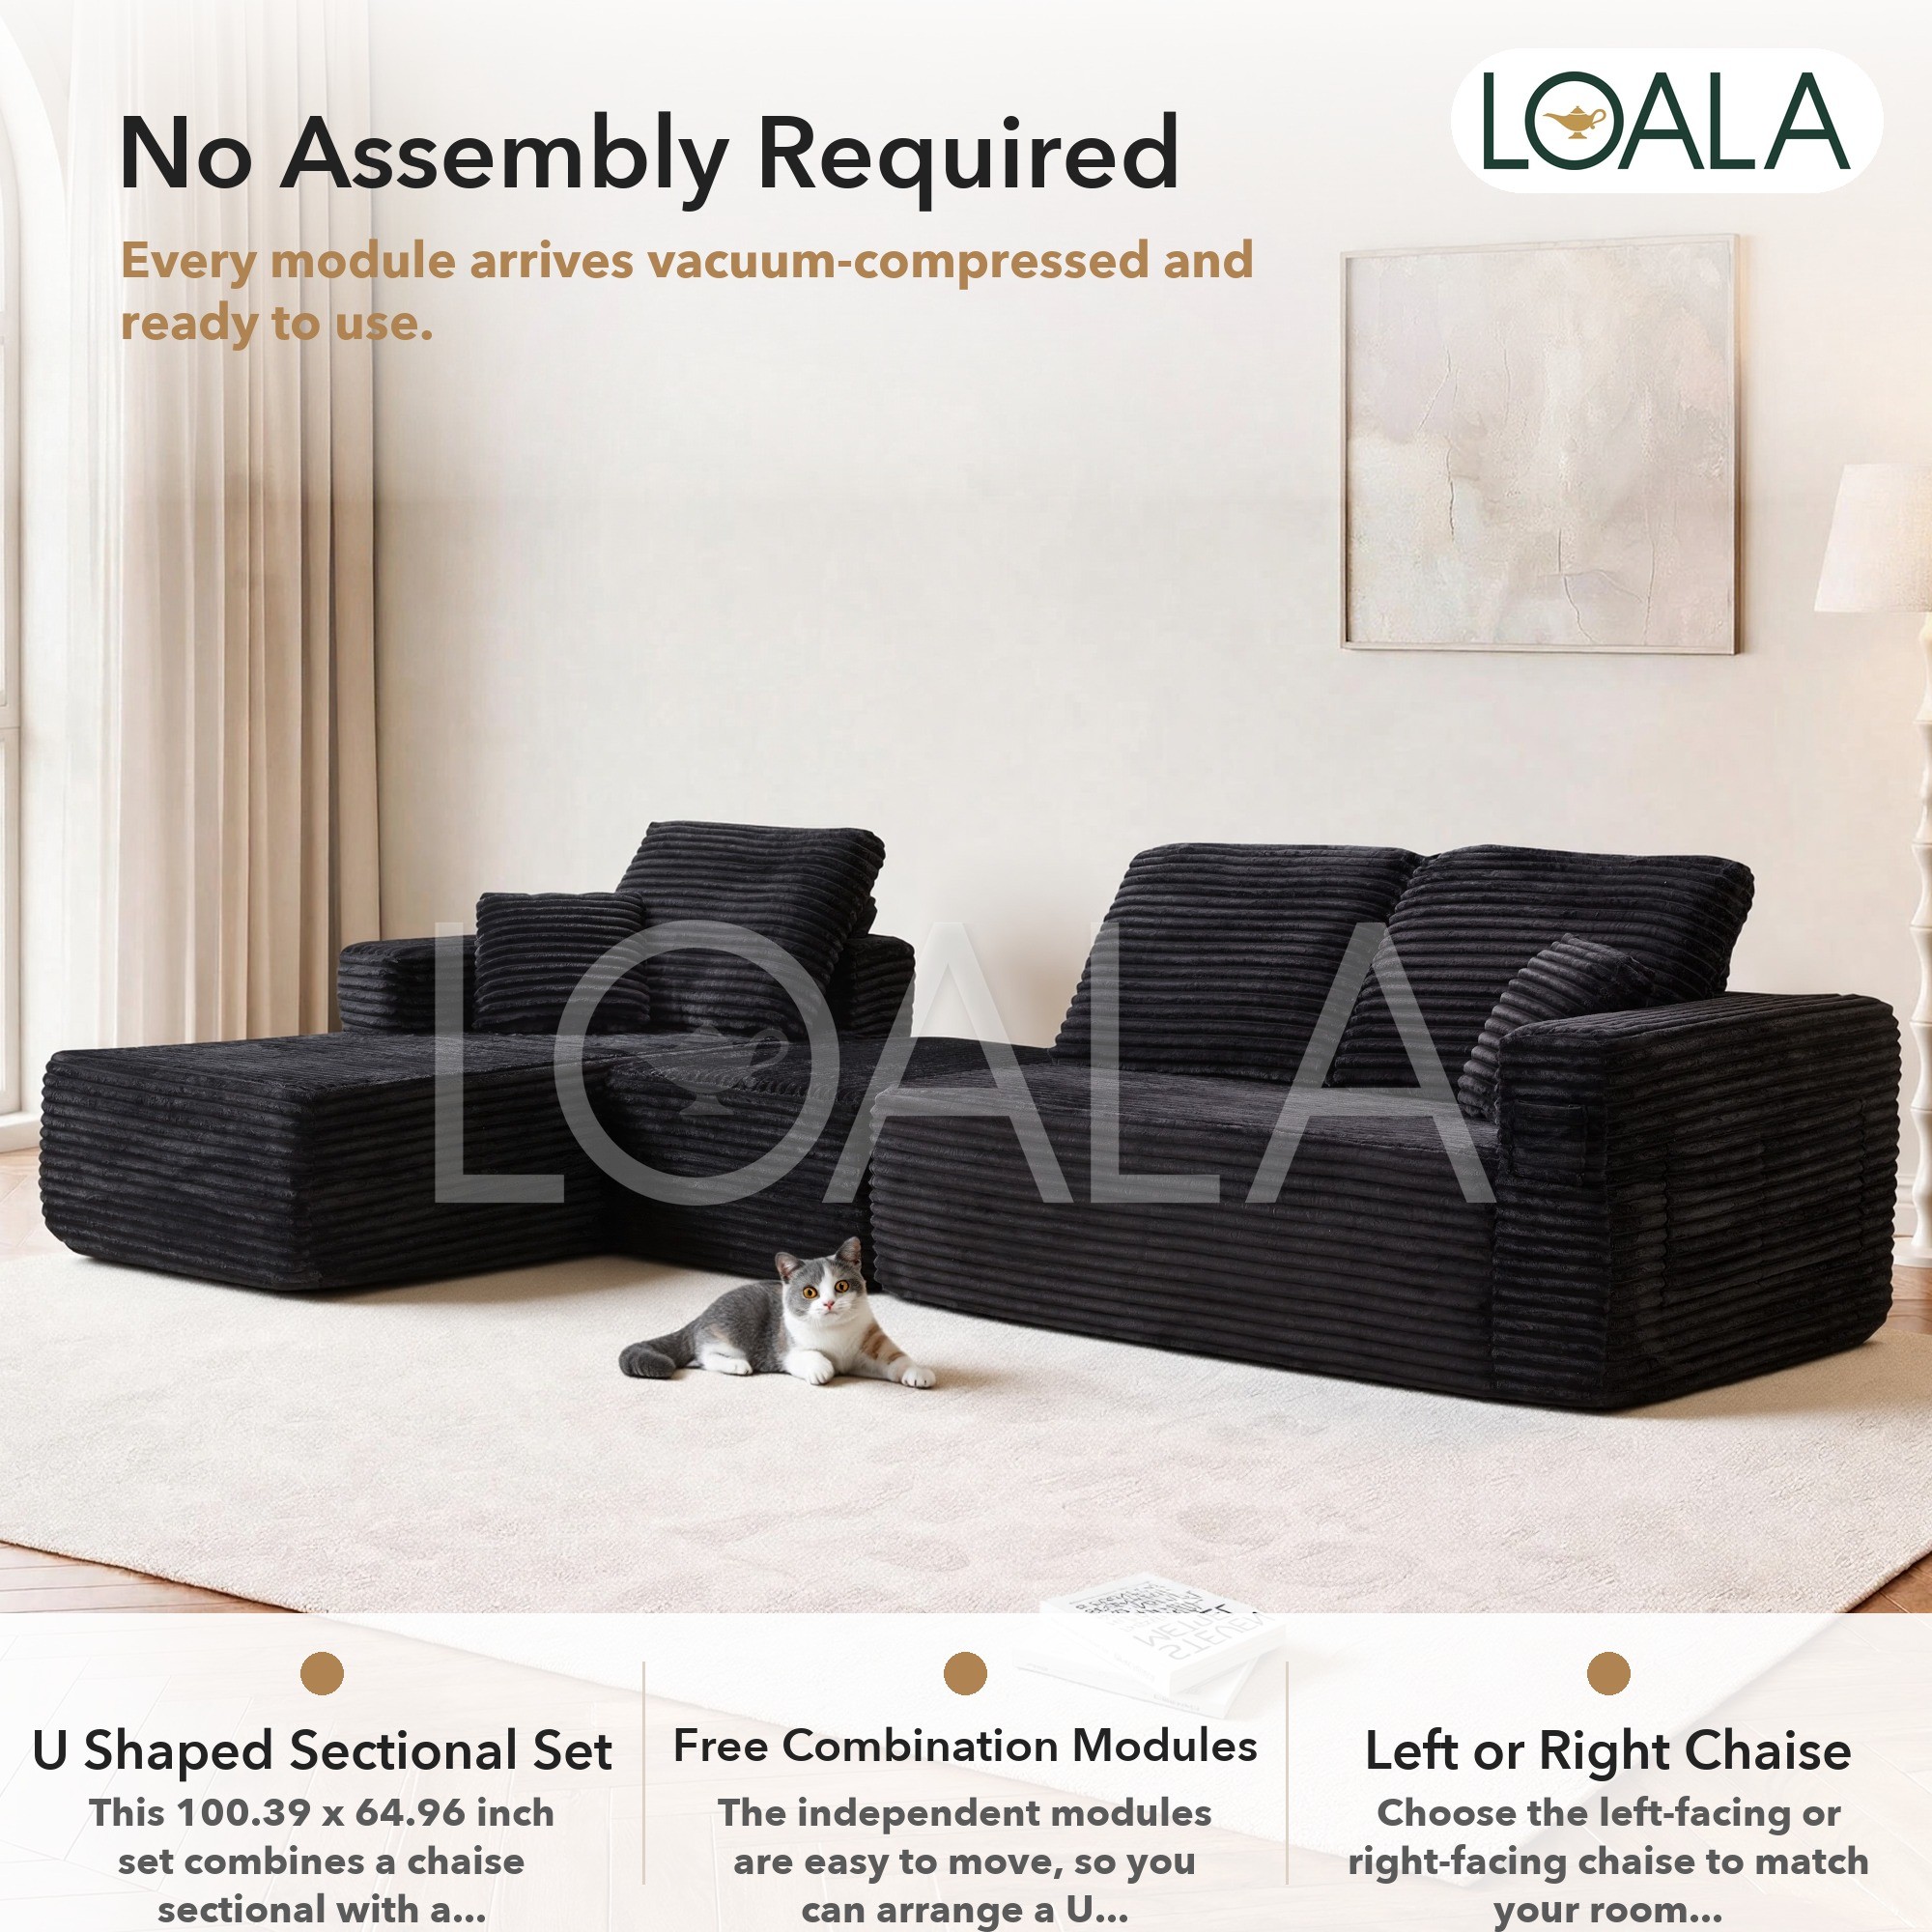 LOALA
No Assembly Required
Every module arrives vacuum-compressed and
ready to use.
LOALA
U Shaped Sectional Set
This 100.39 x 64.96 inch
set combines a chaise
sectional with a...
Free Combination Modules
The independent modules
are easy to move, so you
can arrange a U...
Left or Right Chaise
Choose the left-facing or
right-facing chaise to match
your room...